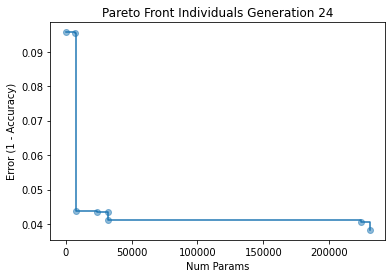 Pareto Front Individuals Generation 24
Error (1 - Accuracy)
0.09
0.08
0.07
0.06
0.05
0.04
0 50000 100000 150000 200000
Num Params